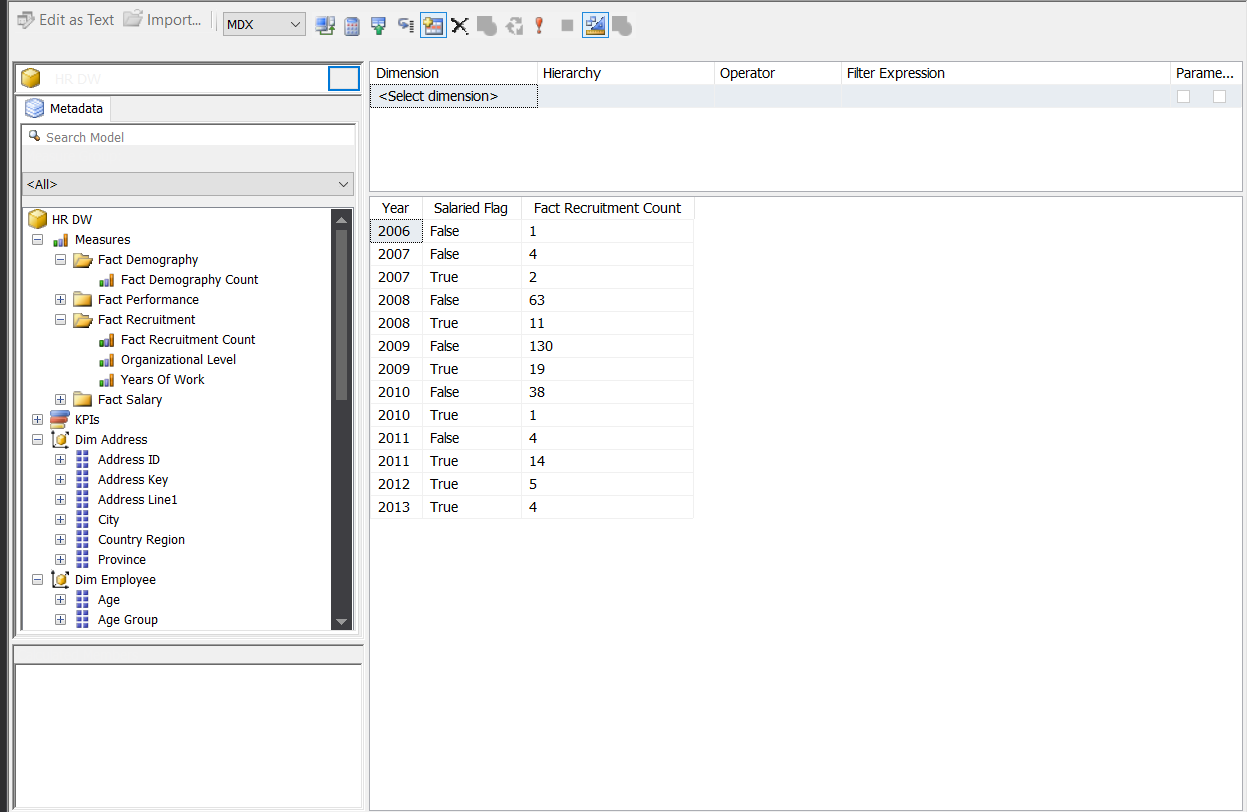 Edit as Text Import... MDX
HR DW
Metadata
Search Model
<All>
HR DW
Measures
Fact Demography
Fact Demography Count
Fact Performance
Fact Recruitment
Fact Recruitment Count
Organizational Level
Years Of Work
Fact Salary
KPIs
Dim Address
Address ID
Address Key
Address Line1
City
Country Region
Province
Dim Employee
Age
Age Group
Dimension Hierarchy Operator Filter Expression Parame...
<Select dimension>
Year Salaried Flag Fact Recruitment Count
2006 False 1
2007 False 4
2007 True 2
2008 False 63
2008 True 11
2009 False 130
2009 True 19
2010 False 38
2010 True 1
2011 False 4
2011 True 14
2012 True 5
2013 True 4